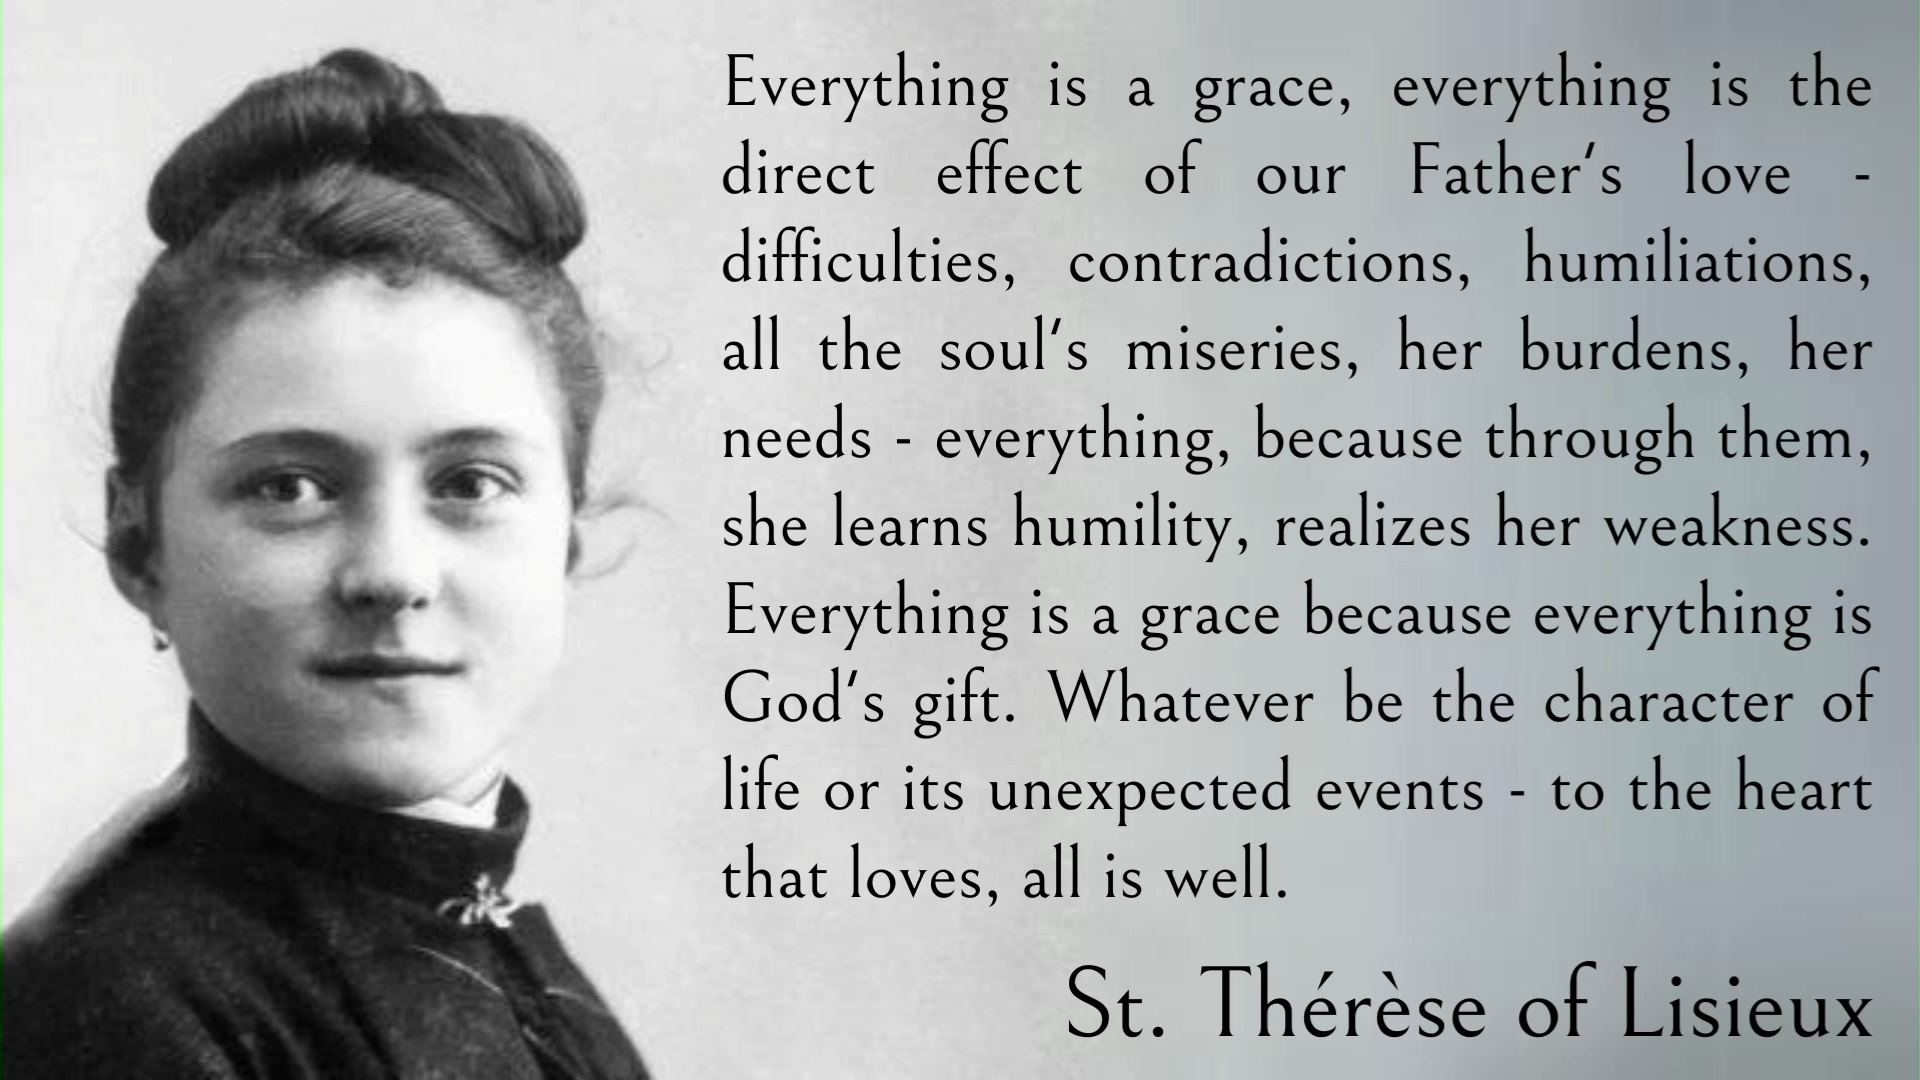 Everything is a grace, everything is the
direct effect of our Father's love -
difficulties, contradictions, humiliations,
all the soul's miseries, her burdens, her
needs - everything, because through them,
she learns humility, realizes her weakness.
Everything is a grace because everything is
God's gift. Whatever be the character of
life or its unexpected events - to the heart
that loves, all is well.
St. Thérèse of Lisieux